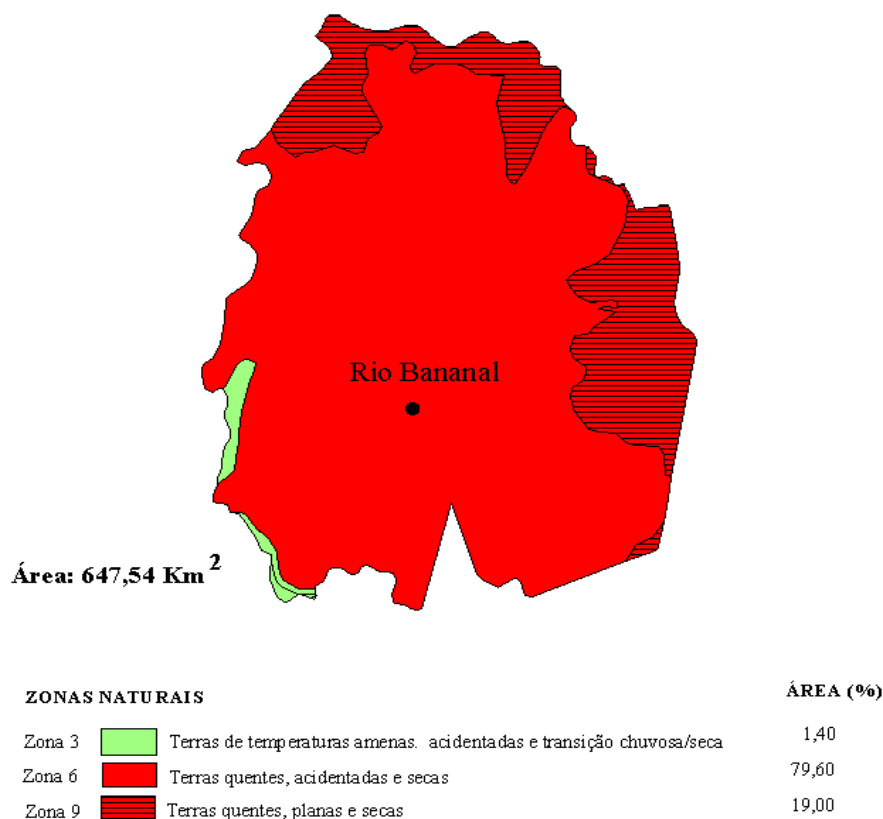 Rio Bananal
Área: 647,54 Km²
ZONAS NATURAIS ÁREA (%)
Zona 3 Terras de temperaturas amenas. acidentadas e transição chuvosa/seca 1,40
Zona 6 Terras quentes, acidentadas e secas 79,60
Zona 9 Terras quentes, planas e secas 19,00